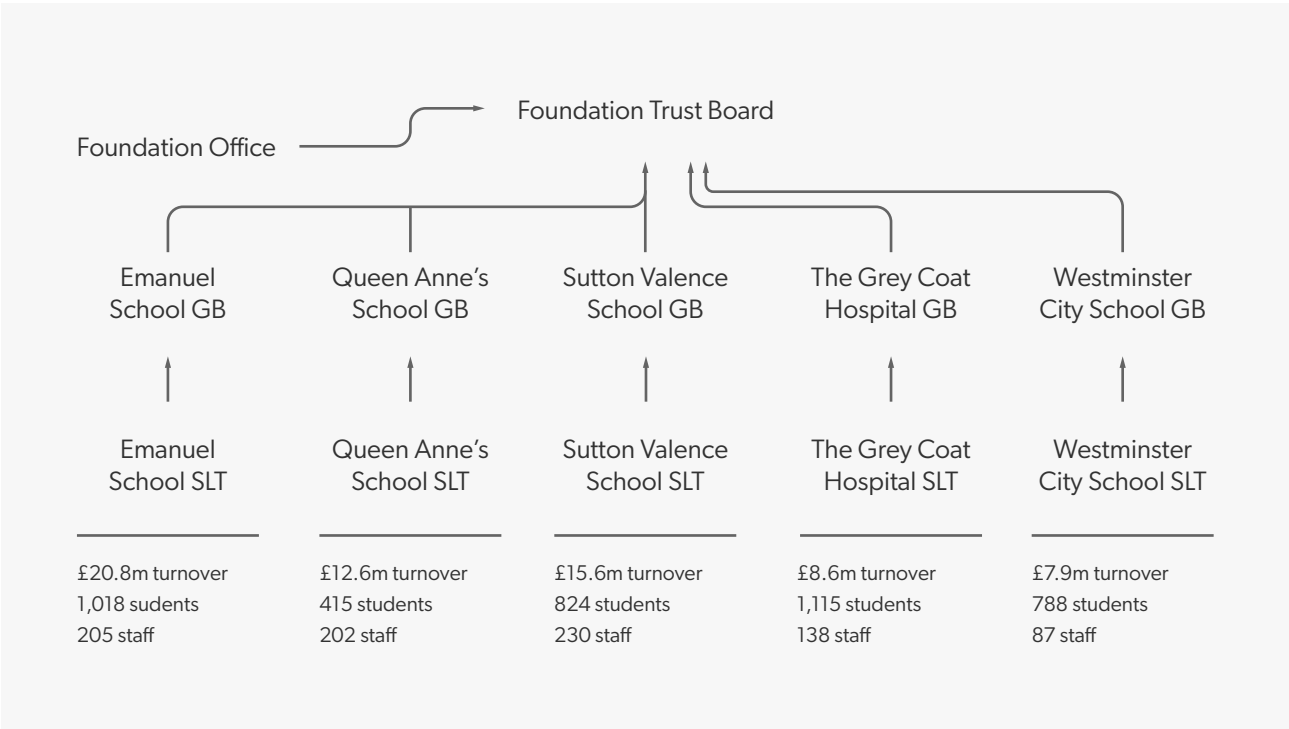 Foundation Trust Board
Foundation Office
Emanuel
School GB
Queen Anne's
School GB
Sutton Valence
School GB
The Grey Coat
Hospital GB
Westminster
City School GB
Emanuel
School SLT
Queen Anne's
School SLT
Sutton Valence
School SLT
The Grey Coat
Hospital SLT
Westminster
City School SLT
£20.8m turnover
1,018 sudents
205 staff
£12.6m turnover
415 students
202 staff
£15.6m turnover
824 students
230 staff
£8.6m turnover
1,115 students
138 staff
£7.9m turnover
788 students
87 staff